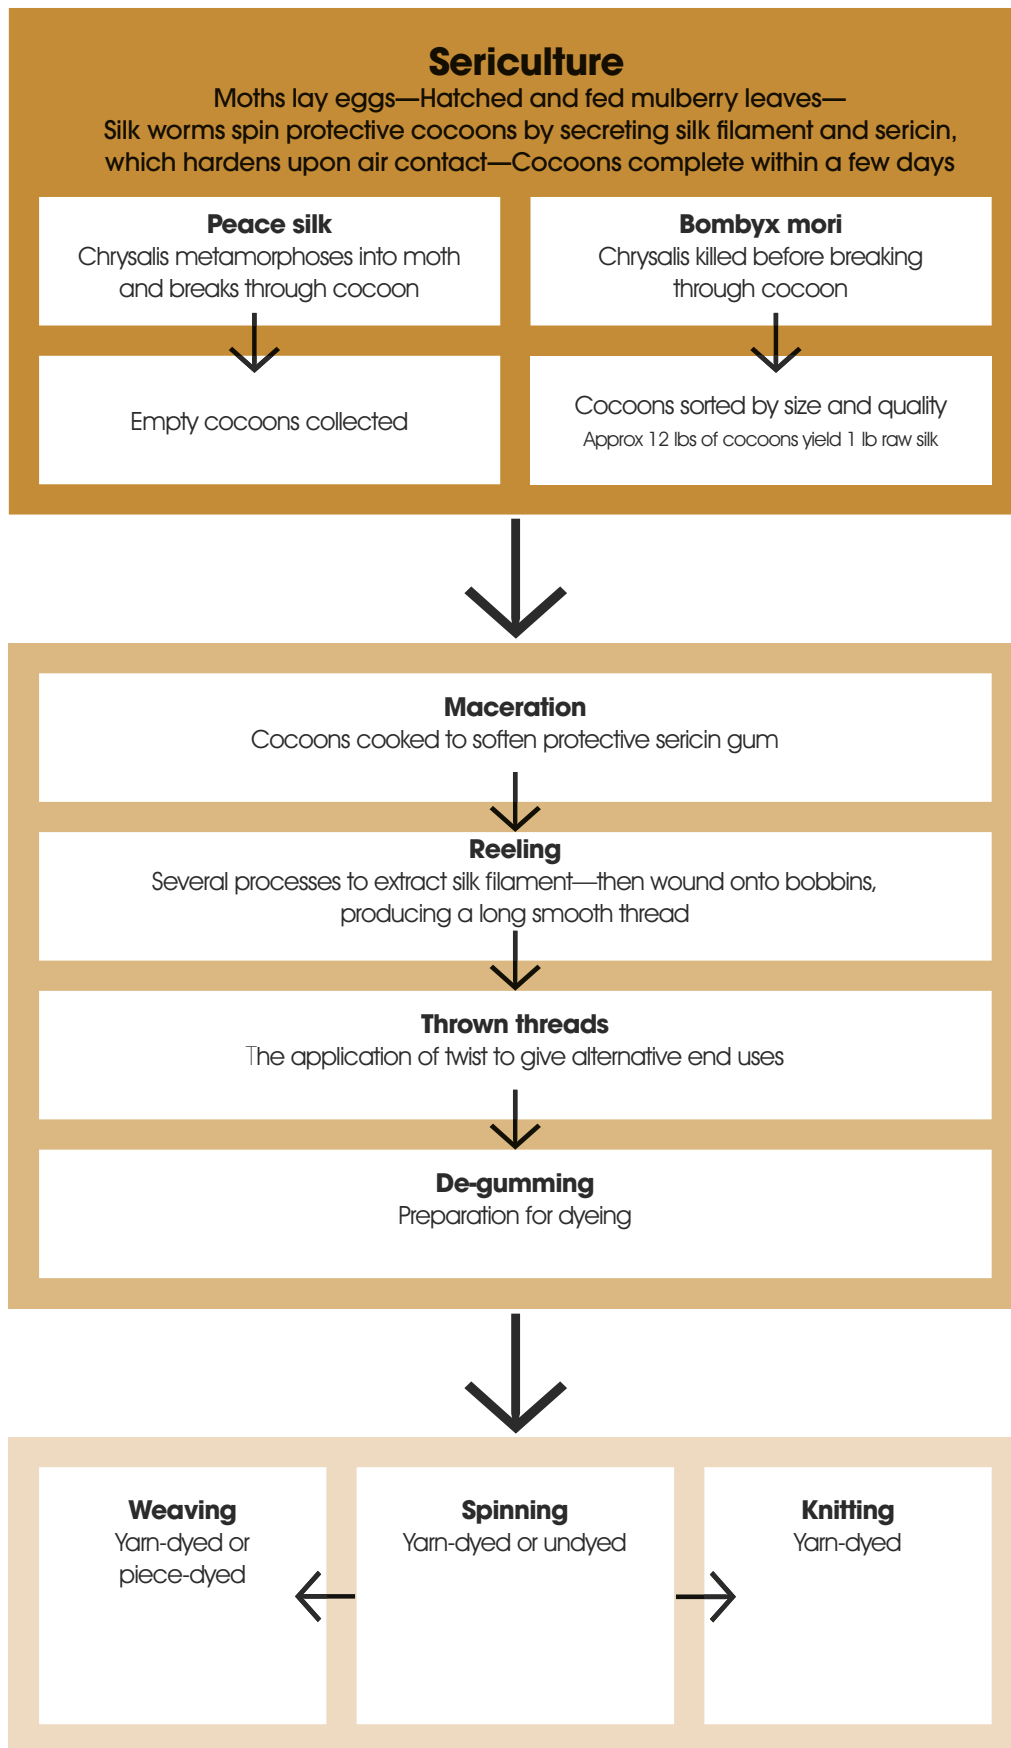 Sericulture
Moths lay eggs—Hatched and fed mulberry leaves—
Silk worms spin protective cocoons by secreting silk filament and sericin,
which hardens upon air contact—Cocoons complete within a few days
Peace silk
Chrysalis metamorphoses into moth
and breaks through cocoon
Bombyx mori
Chrysalis killed before breaking
through cocoon
Empty cocoons collected
Cocoons sorted by size and quality
Approx 12 lbs of cocoons yield 1 lb raw silk
Maceration
Cocoons cooked to soften protective sericin gum
Reeling
Several processes to extract silk filament—then wound onto bobbins,
producing a long smooth thread
Thrown threads
The application of twist to give alternative end uses
De-gumming
Preparation for dyeing
Weaving
Yarn-dyed or
piece-dyed
Spinning
Yarn-dyed or undyed
Knitting
Yarn-dyed